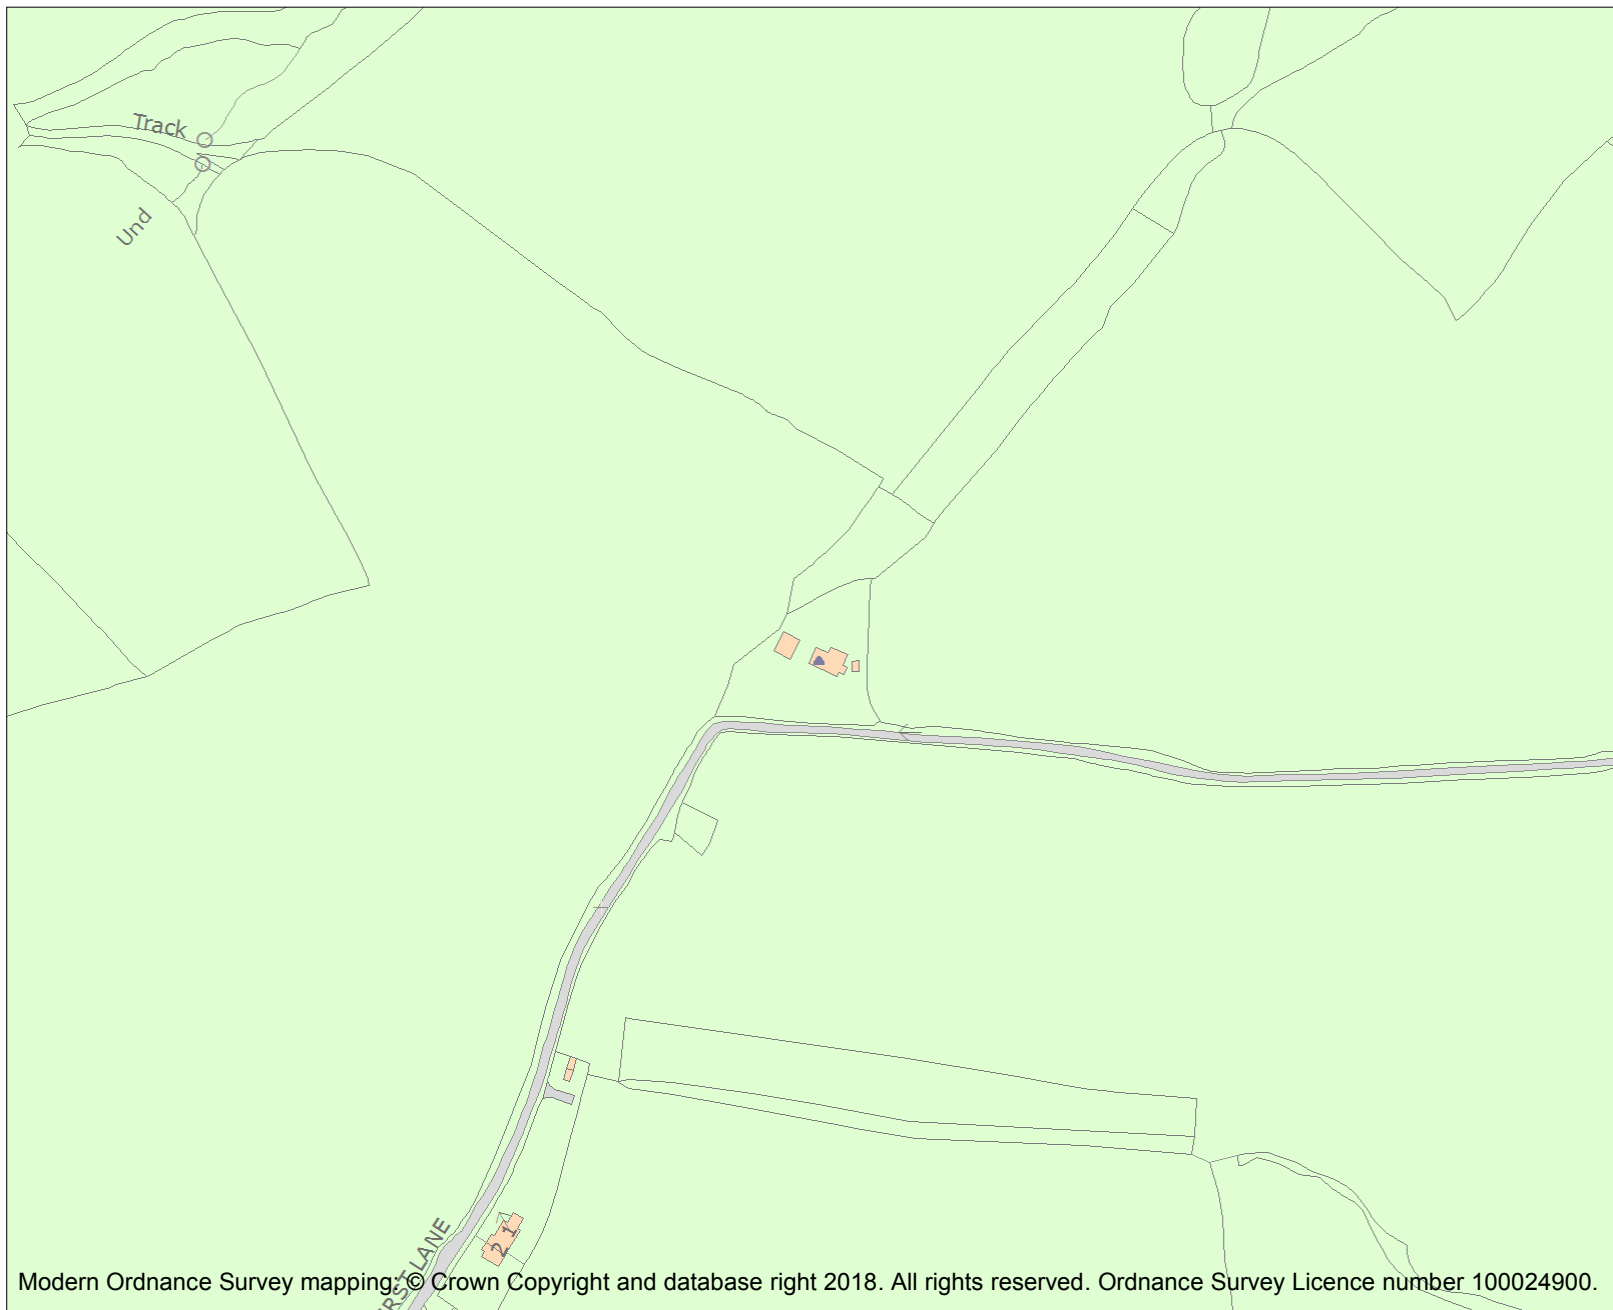 Track
Und
2 1
LANE
Modern Ordnance Survey mapping: © Crown Copyright and database right 2018. All rights reserved. Ordnance Survey Licence number 100024900.